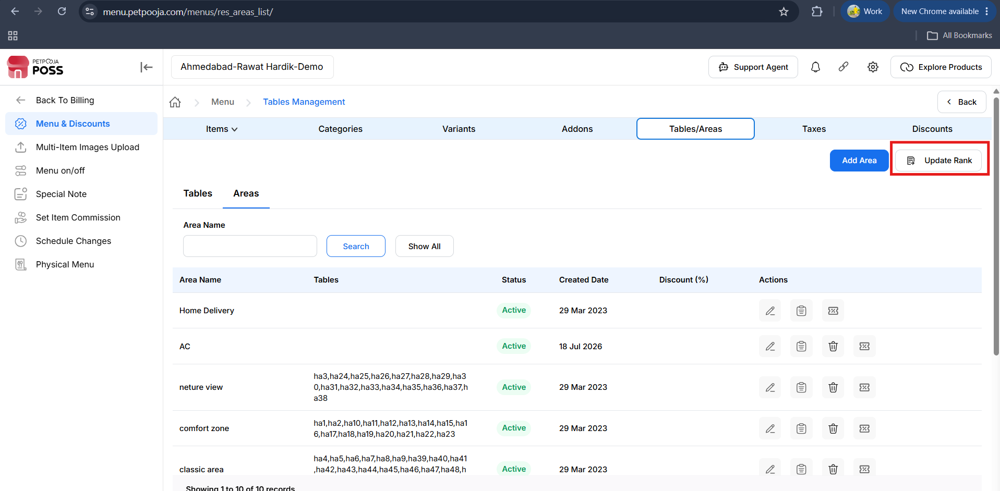 menu.petpooja.com/menus/res_areas_list/
Work
New Chrome available
All Bookmarks
PETPOOJA
POSS
Ahmedabad-Rawat Hardik-Demo
Support Agent
Explore Products
Back To Billing
Menu & Discounts
Multi-Item Images Upload
Menu on/off
Special Note
Set Item Commission
Schedule Changes
Physical Menu
Menu
Tables Management
Back
Items
Categories
Variants
Addons
Tables/Areas
Taxes
Discounts
Add Area
Update Rank
Tables
Areas
Area Name
Search
Show All
Area Name Tables Status Created Date Discount (%) Actions
Home Delivery Active 29 Mar 2023
AC Active 18 Jul 2026
ha3,ha24,ha25,ha26,ha27,ha28,ha29,ha3
neture view 0,ha31,ha32,ha33,ha34,ha35,ha36,ha37,h Active 29 Mar 2023
a38
ha1,ha2,ha10,ha11,ha12,ha13,ha14,ha15,ha1
comfort zone Active 29 Mar 2023
6,ha17,ha18,ha19,ha20,ha21,ha22,ha23
ha4,ha5,ha6,ha7,ha8,ha9,ha39,ha40,ha41
classic area ,ha42,ha43,ha44,ha45,ha46,ha47,ha48,h Active 29 Mar 2023
Showing 1 to 10 of 10 records